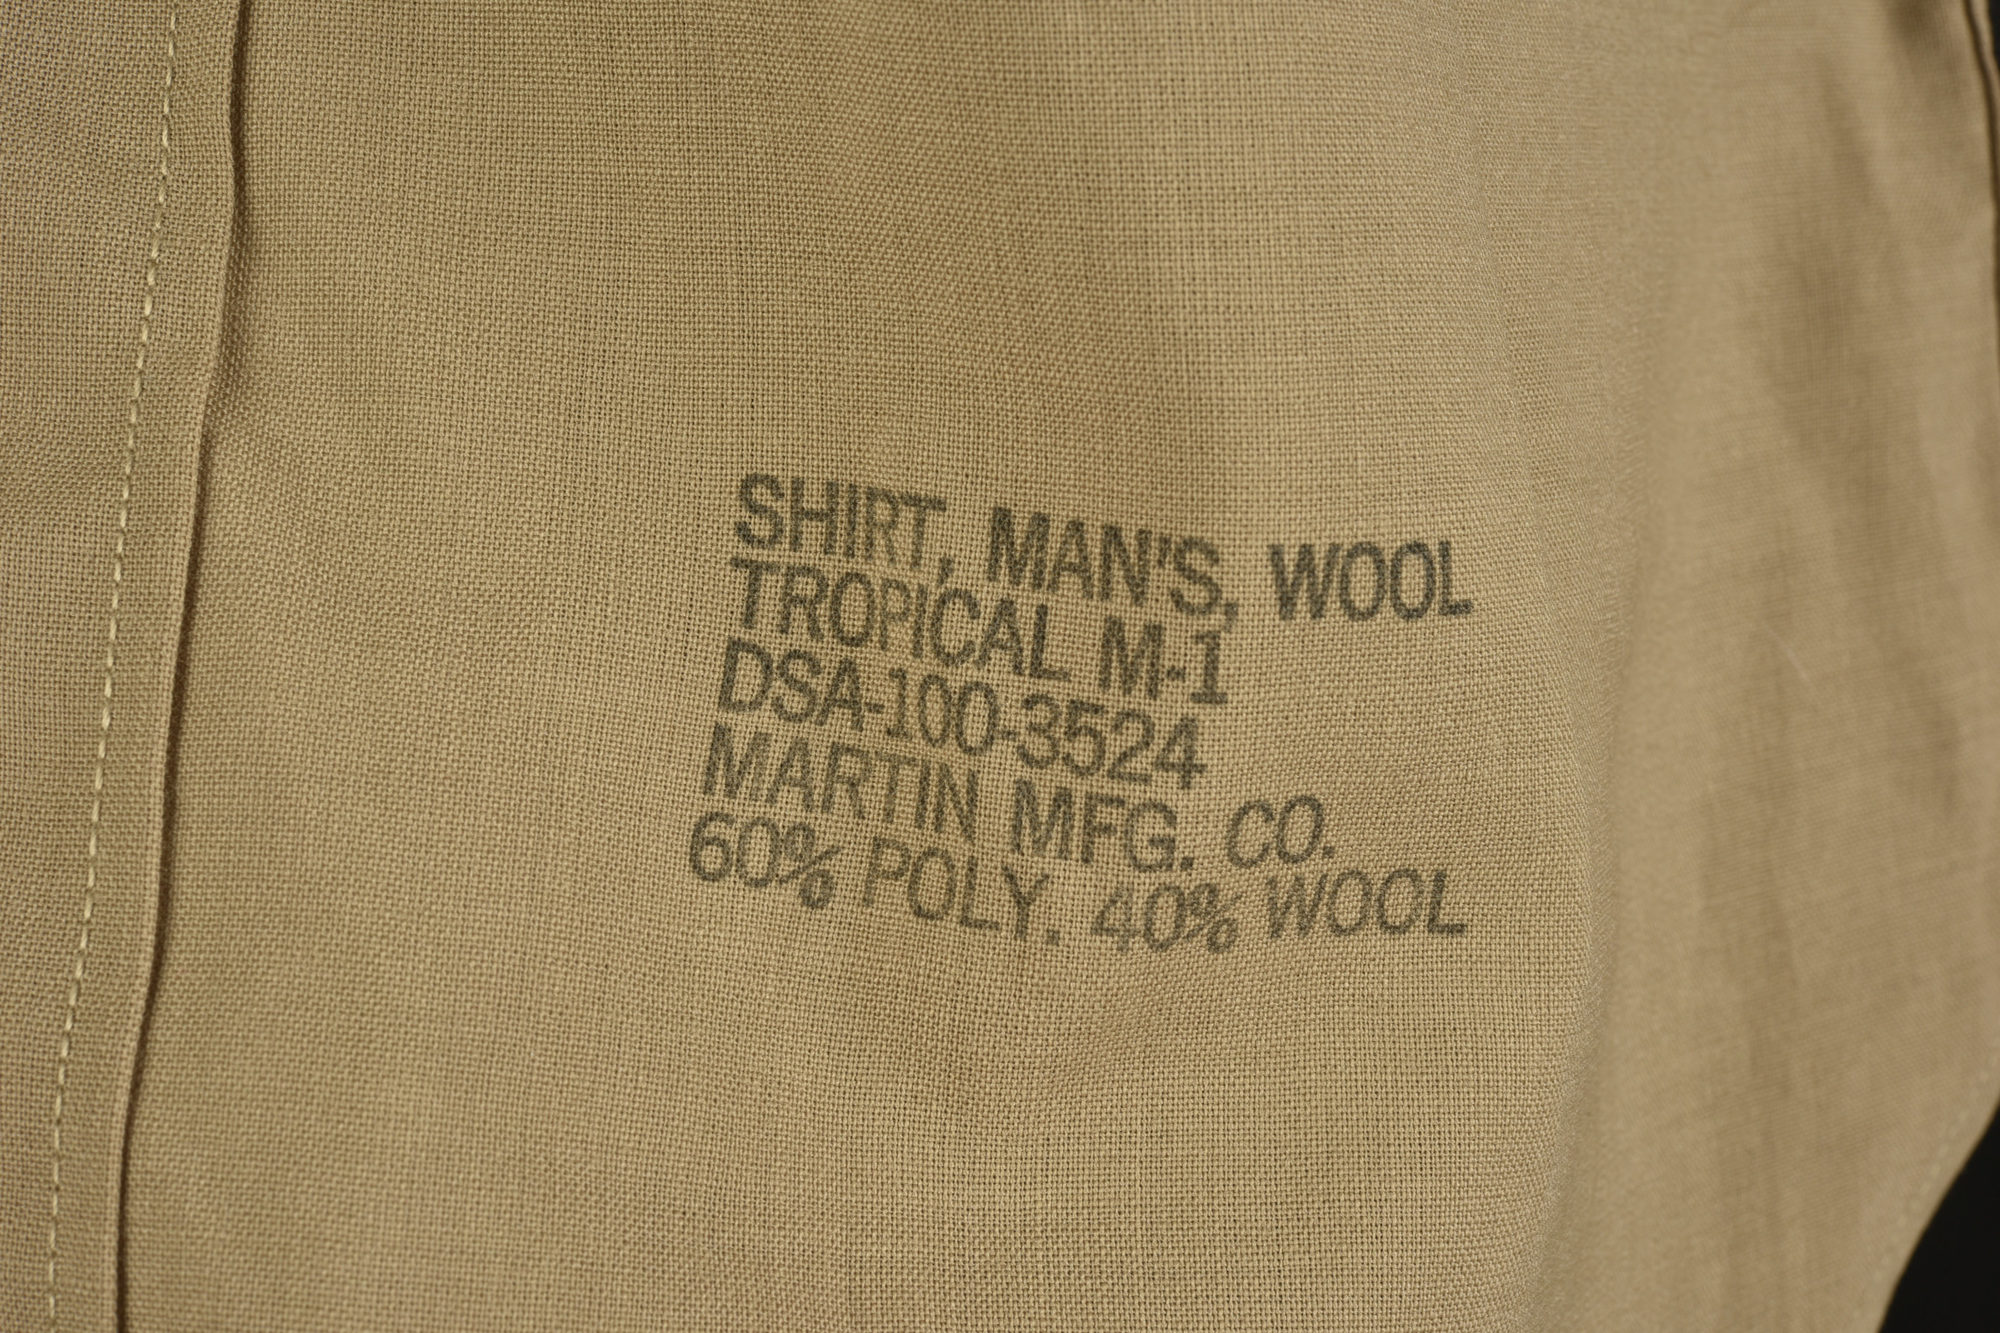 SHIRT, MAN'S, WOOL
TROPICAL M-1
DSA-100-3524
MARTIN MFG. CO.
60% POLY. 40% WOOL